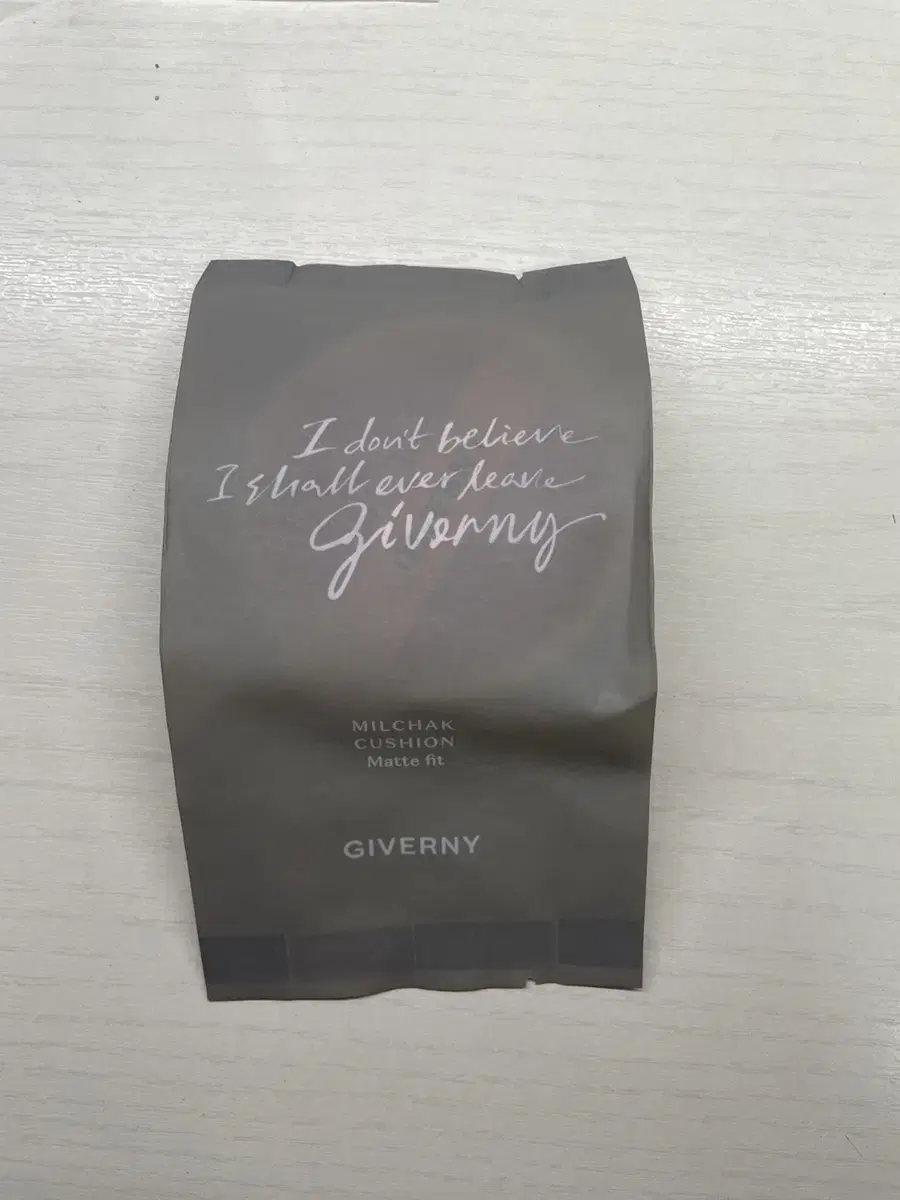 I don't believe
I shall ever leave
Giverny
MILCHAK
CUSHION
Matte fit
GIVERNY